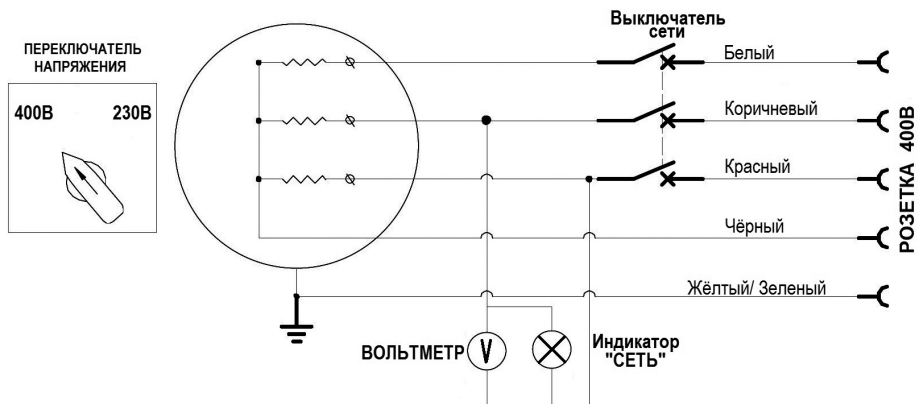 ПЕРЕКЛЮЧАТЕЛЬ
НАПРЯЖЕНИЯ
400В 230В
Выключатель
сети
Белый
Коричневый
Красный
Чёрный
Жёлтый/ Зеленый
РОЗЕТКА 400В
ВОЛЬТМЕТР
V
Индикатор
"СЕТЬ"